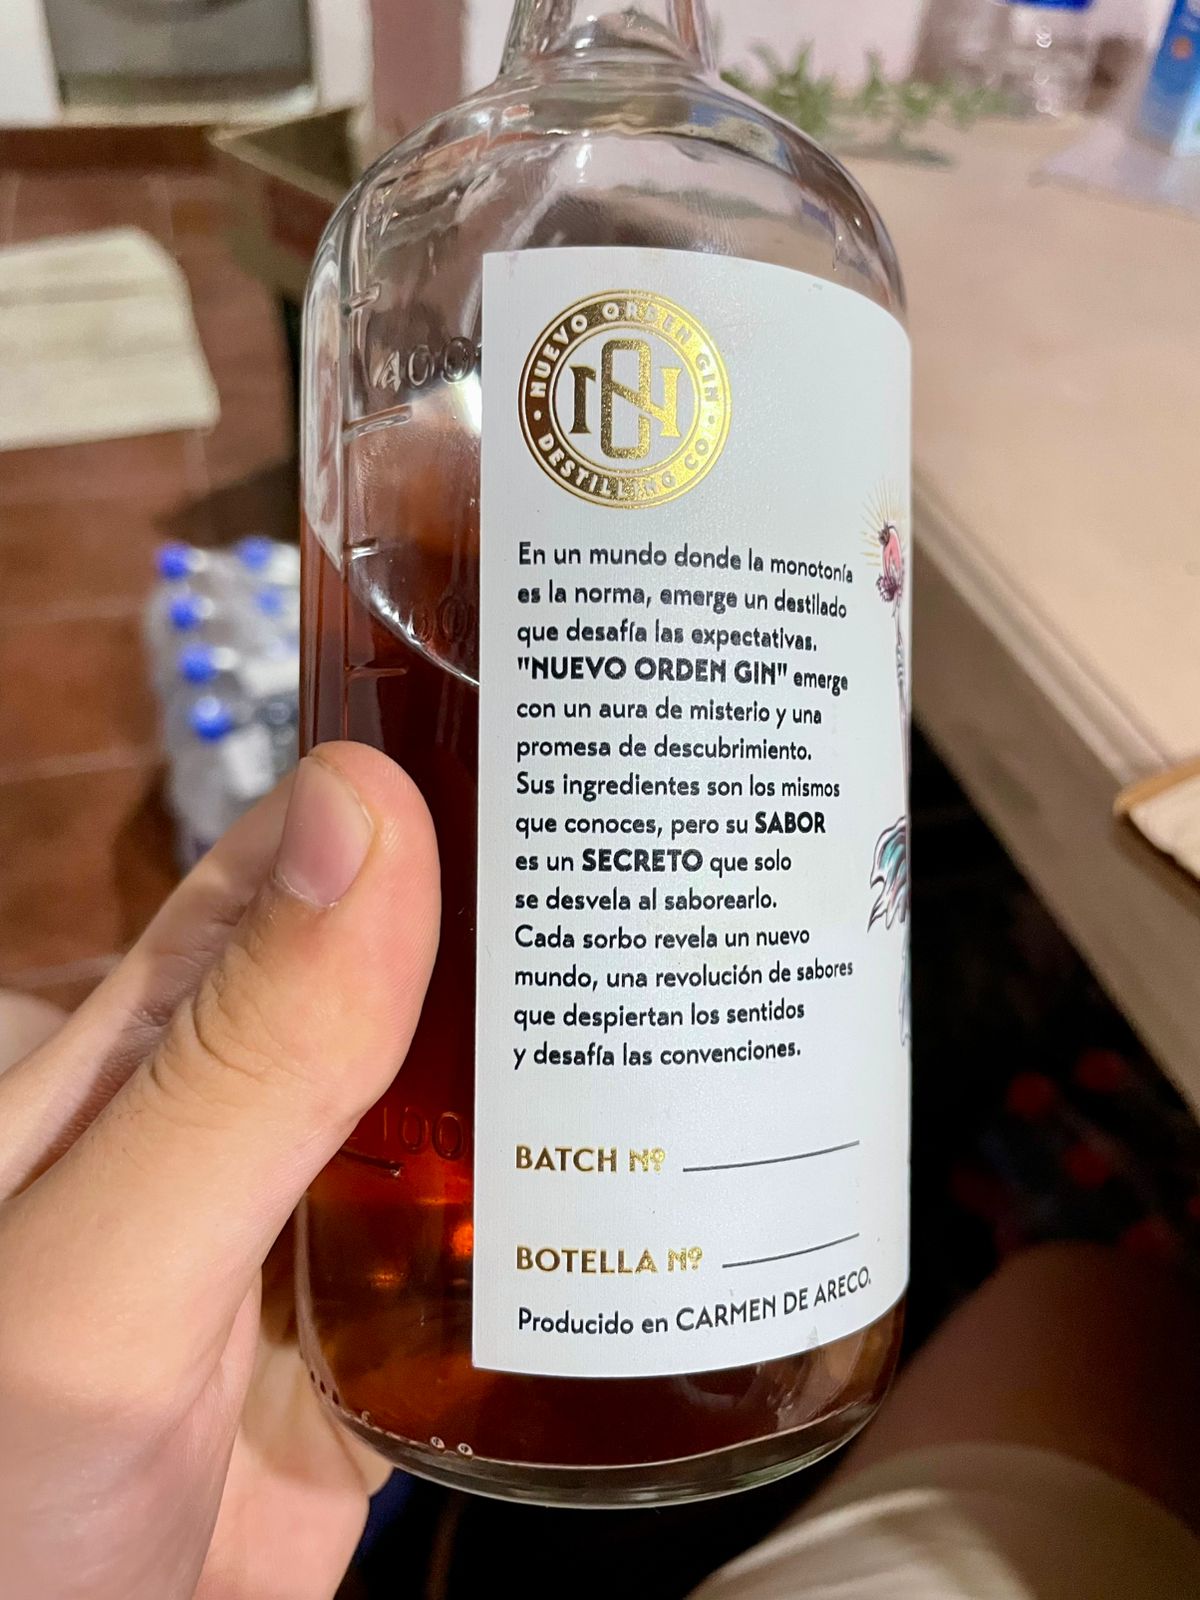 NUEVO ORDEN GIN
DESTILLING CO
400
En un mundo donde la monotonía
es la norma, emerge un destilado
que desafía las expectativas.
"NUEVO ORDEN GIN" emerge
con un aura de misterio y una
promesa de descubrimiento.
Sus ingredientes son los mismos
que conoces, pero su SABOR
es un SECRETO que solo
se desvela al saborearlo.
Cada sorbo revela un nuevo
mundo, una revolución de sabores
que despiertan los sentidos
y desafía las convenciones.
100
BATCH Nº
BOTELLA Nº
Producido en CARMEN DE ARECO.